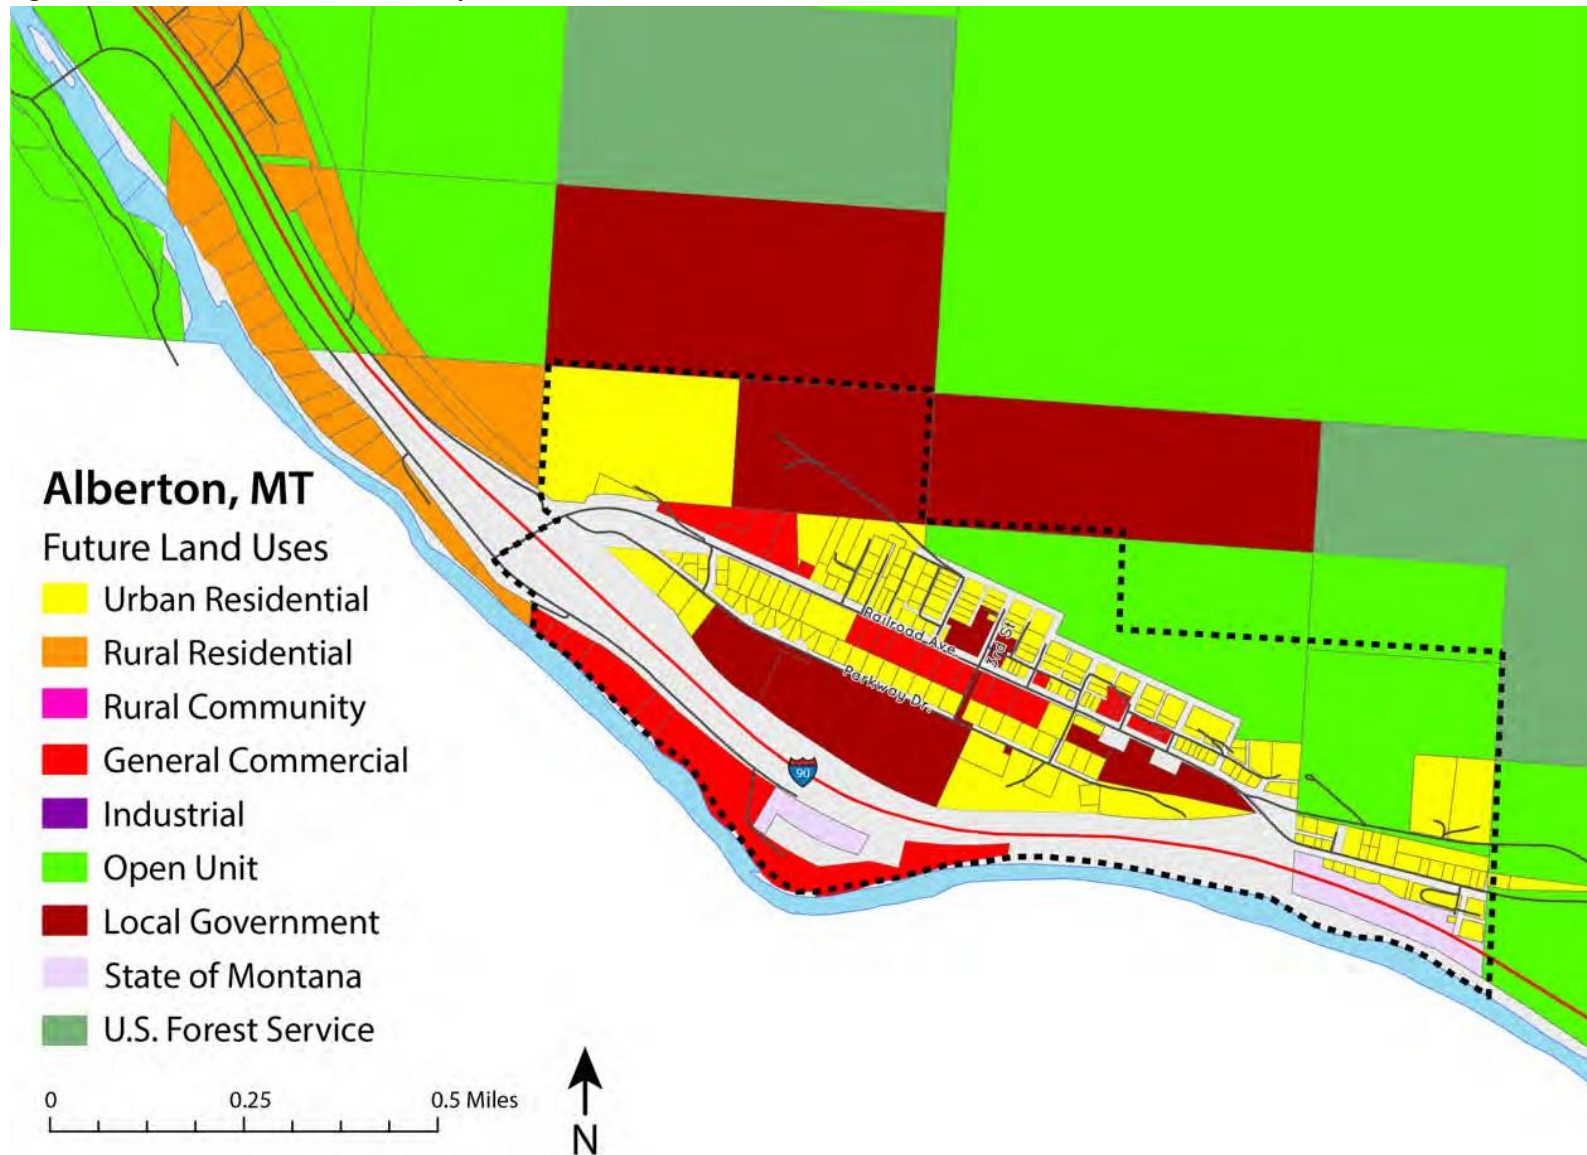 Alberton, MT
Future Land Uses
Urban Residential
Rural Residential
Rural Community
General Commercial
Industrial
Open Unit
Local Government
State of Montana
U.S. Forest Service
0 0.25 0.5 Miles
N
Railroad Ave
3rd St
Parkway Dr.
90